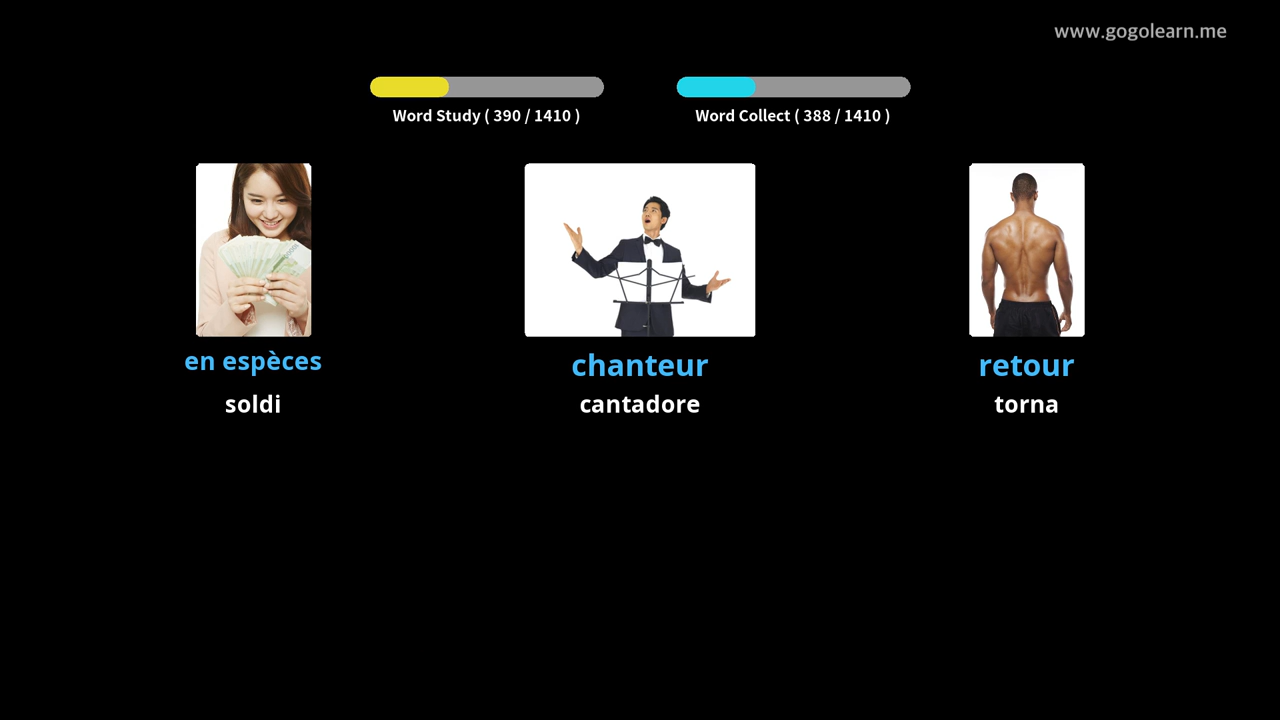 www.gogolearn.me
Word Study ( 390 / 1410 )
Word Collect ( 388 / 1410 )
en espèces
chanteur
retour
soldi
cantadore
torna